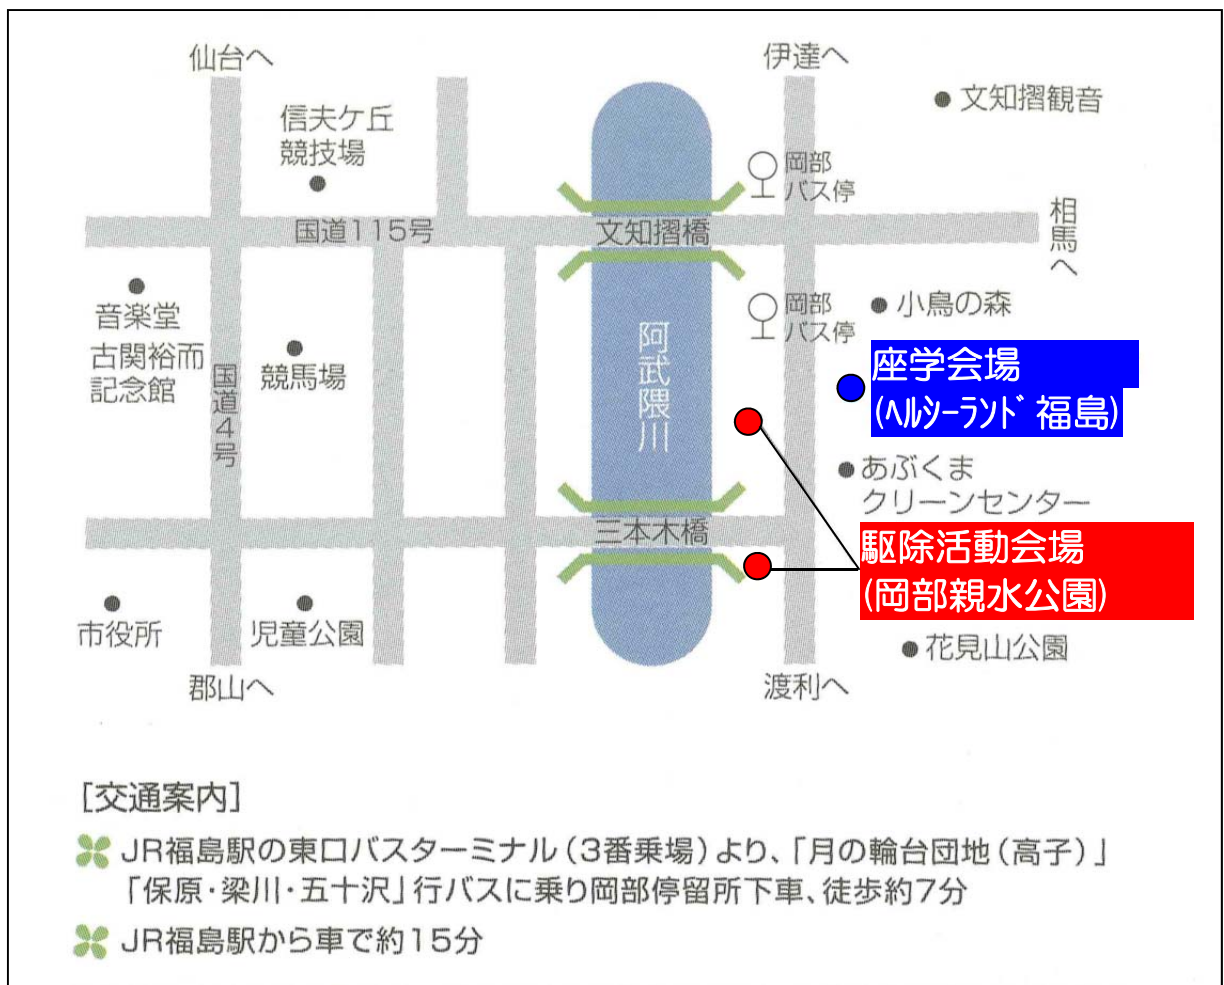 仙台へ
伊達へ
文知摺観音
信夫ケ丘
競技場
岡部
バス停
相馬へ
国道115号
文知摺橋
音楽堂
古関裕而
記念館
国道4号
競馬場
阿武隈川
岡部
バス停
小鳥の森
座学会場
(ヘルシーランド福島)
あぶくま
クリーンセンター
三本木橋
駆除活動会場
(岡部親水公園)
市役所
児童公園
花見山公園
郡山へ
渡利へ
[交通案内]
JR福島駅の東口バスターミナル(3番乗場)より、「月の輪台団地(高子)」
「保原・梁川・五十沢」行バスに乗り岡部停留所下車、徒歩約7分
JR福島駅から車で約15分